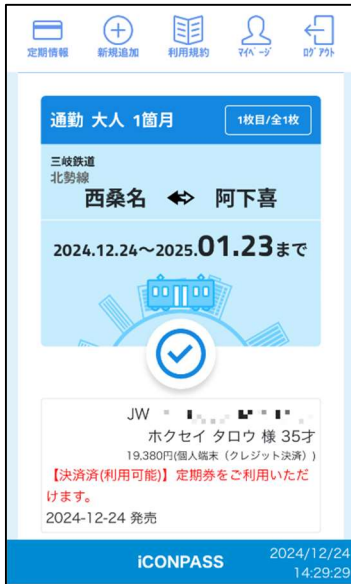 定期情報
新規追加
利用規約
ﾏｲﾍﾟｰｼﾞ
ﾛｸﾞｱｳﾄ
通勤 大人 1箇月
1枚目/全1枚
三岐鉄道
北勢線
西桑名 ⇔ 阿下喜
2024.12.24～2025.01.23まで
JW
ホクセイ タロウ 様 35才
19,380円(個人端末（クレジット決済）)
【決済済(利用可能)】定期券をご利用いただ
けます。
2024-12-24 発売
iCONPASS
2024/12/24
14:29:29